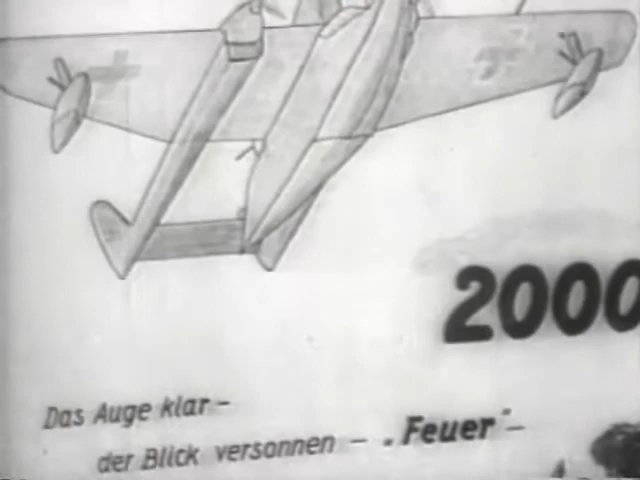 2000
Das Auge klar –
der Blick versonnen – „Feuer“ –